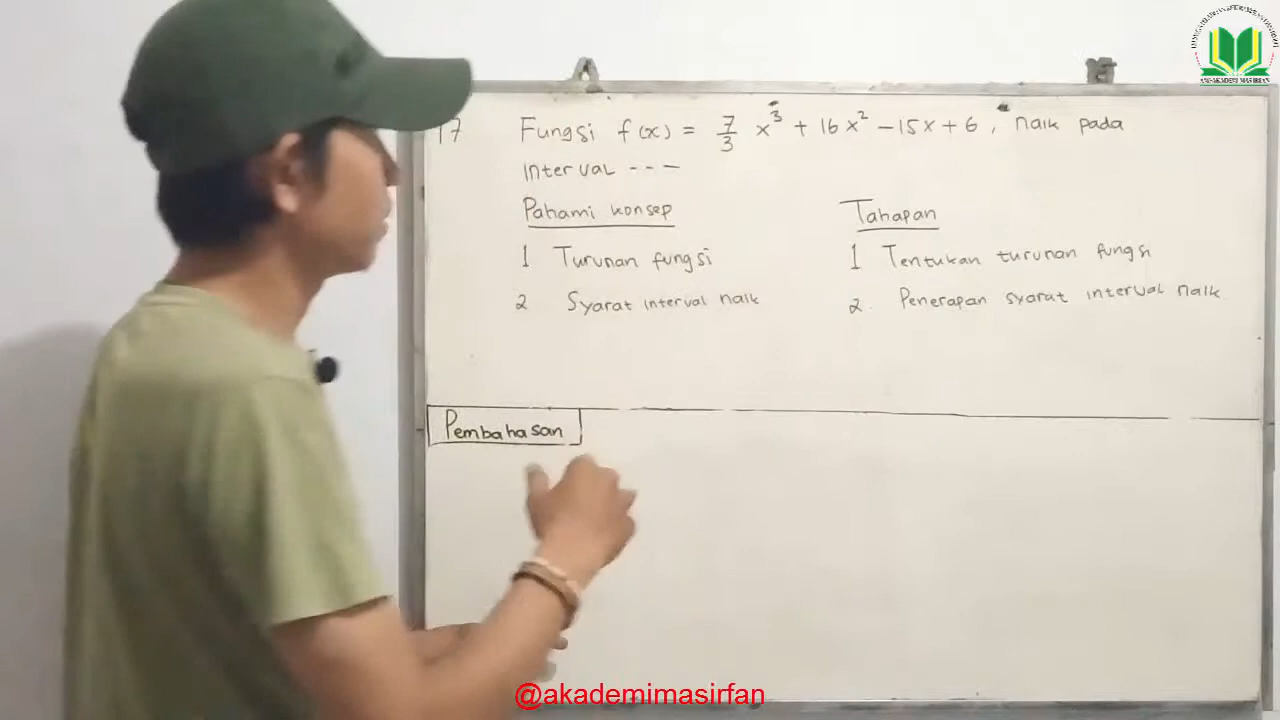 17 Fungsi f(x) = 7/3 x³ + 16x² - 15x + 6, naik pada
interval ---
Pahami konsep
1 Turunan fungsi
2 Syarat interval naik
Tahapan
1 Tentukan turunan fungsi
2. Penerapan syarat interval naik
Pembahasan
@akademimasirfan